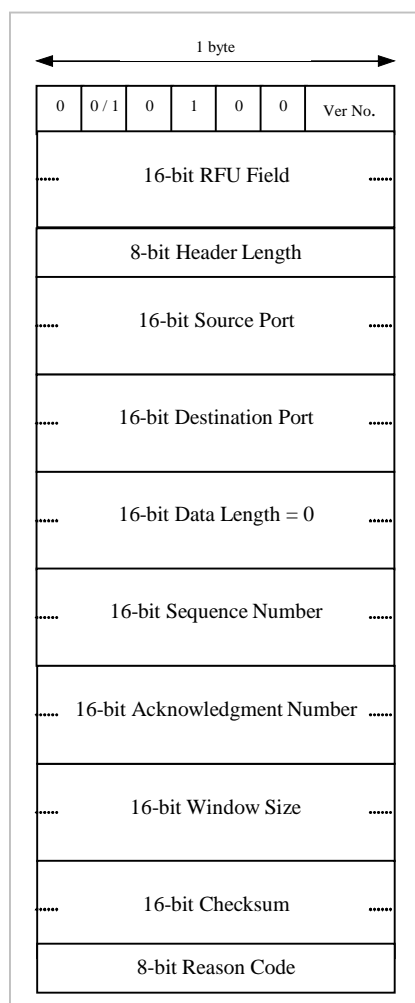 1 byte
0 0 / 1 0 1 0 0 Ver No.
16-bit RFU Field
8-bit Header Length
16-bit Source Port
16-bit Destination Port
16-bit Data Length = 0
16-bit Sequence Number
16-bit Acknowledgment Number
16-bit Window Size
16-bit Checksum
8-bit Reason Code